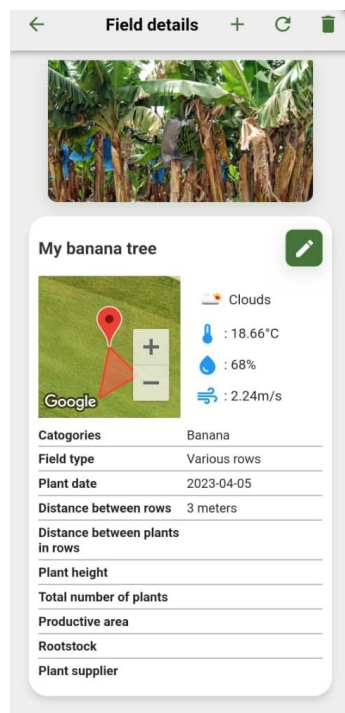 Field details
My banana tree
Clouds
: 18.66°C
: 68%
: 2.24m/s
+
−
Google
Catogories Banana
Field type Various rows
Plant date 2023-04-05
Distance between rows 3 meters
Distance between plants
in rows
Plant height
Total number of plants
Productive area
Rootstock
Plant supplier